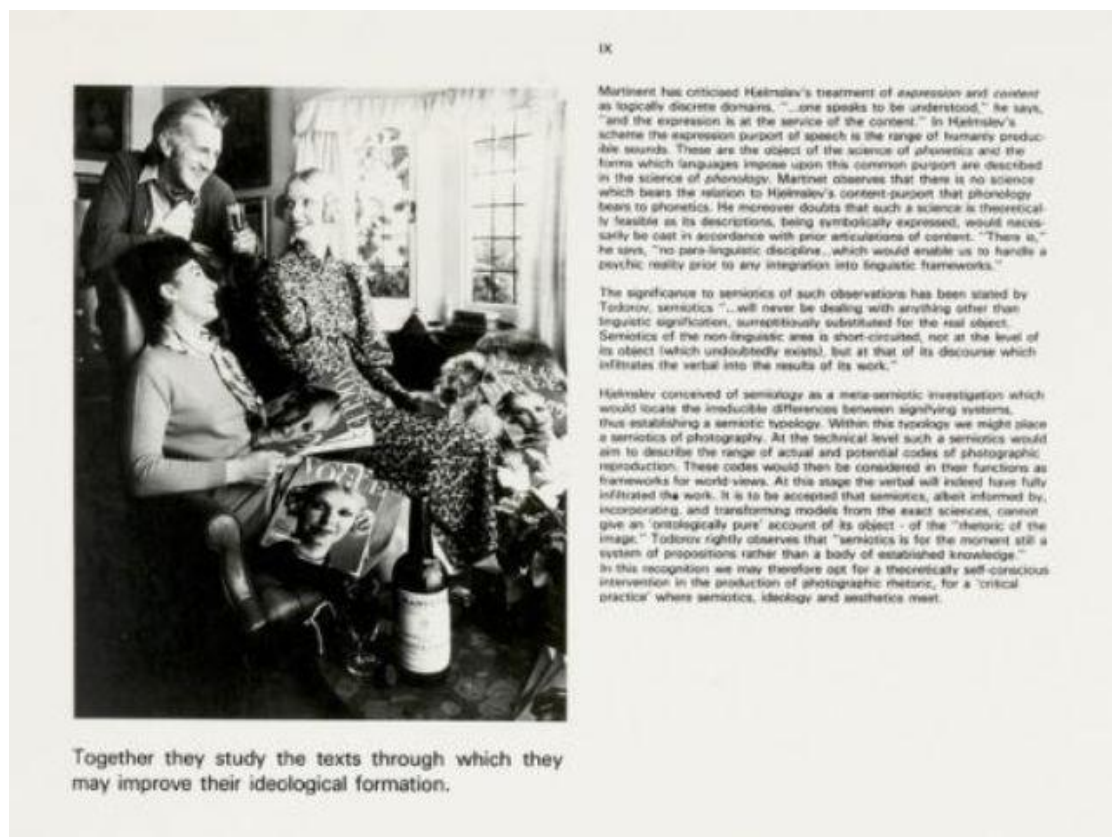 IX
Martinent has criticised Hjelmslev's treatment of expression and content
as logically discrete domains, "...one speaks to be understood," he says,
"and the expression is at the service of the content." In Hjelmslev's
scheme the expression purport of speech is the range of humanly produc-
ible sounds. These are the object of the science of phonetics and the
forms which languages impose upon this common purport are described
in the science of phonology. Martinet observes that there is no science
which bears the relation to Hjelmslev's content-purport that phonology
bears to phonetics. He moreover doubts that such a science is theoretical-
ly feasible as its descriptions, being symbolically expressed, would neces-
sarily be cast in accordance with prior articulations of content. "There is,"
he says, "no para-linguistic discipline...which would enable us to handle a
psychic reality prior to any integration into linguistic frameworks."
The significance to semiotics of such observations has been stated by
Todorov, semiotics "...will never be dealing with anything other than
linguistic signification, surreptitiously substituted for the real object.
Semiotics of the non-linguistic area is short-circuited, not at the level of
its object (which undoubtedly exists), but at that of its discourse which
infiltrates the verbal into the results of its work."
Hjelmslev conceived of semiology as a meta-semiotic investigation which
would locate the irreducible differences between signifying systems,
thus establishing a semiotic typology. Within this typology we might place
a semiotics of photography. At the technical level such a semiotics would
aim to describe the range of actual and potential codes of photographic
reproduction. These codes would then be considered in their functions as
frameworks for world-views. At this stage the verbal will indeed have fully
infiltrated the work. It is to be accepted that semiotics, albeit informed by,
incorporating, and transforming models from the exact sciences, cannot
give an 'ontologically pure' account of its object - of the "rhetoric of the
image." Todorov rightly observes that "semiotics is for the moment still a
system of propositions rather than a body of established knowledge."
In this recognition we may therefore opt for a theoretically self-conscious
intervention in the production of photographic rhetoric, for a 'critical
practice' where semiotics, ideology and aesthetics meet.
VOGUE
Together they study the texts through which they
may improve their ideological formation.